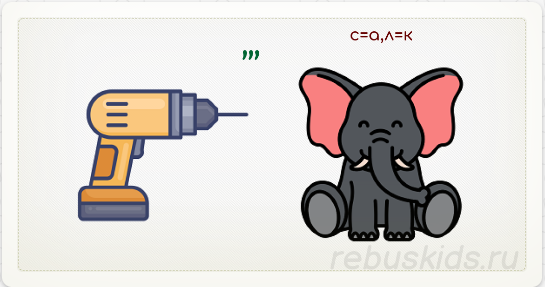 с=а,л=к
,,,
rebuskids.ru